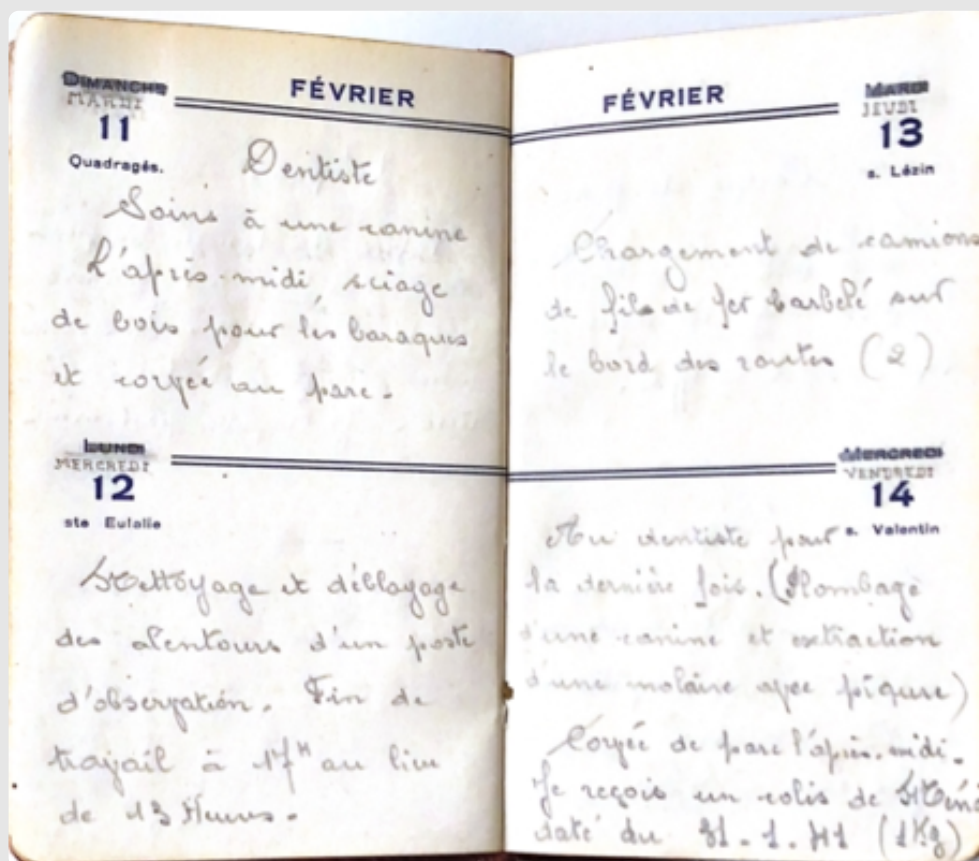 DIMANCHE
MARDI
11
Quadragés.
FÉVRIER
Dentiste
Soins à une canine
L'après-midi, sciage
de bois pour les baraques
et corvée au parc.
LUNDI
MERCREDI
12
ste Eulalie
Nettoyage et déblayage
des alentours d'un poste
d'observation. Fin de
travail à 17H au lieu
de 13 Heures.
FÉVRIER
MARDI
JEUDI
13
s. Lézin
Chargement de camions
de fils de fer barbelé sur
le bord des routes (2)
MERCREDI
VENDREDI
14
s. Valentin
Au dentiste pour
la dernière fois. (Plombage
d'une canine et extraction
d'une molaire avec piqure)
Corvée de parc l'après-midi.
Je reçois un colis de
daté du 31.1.41 (1Kg)